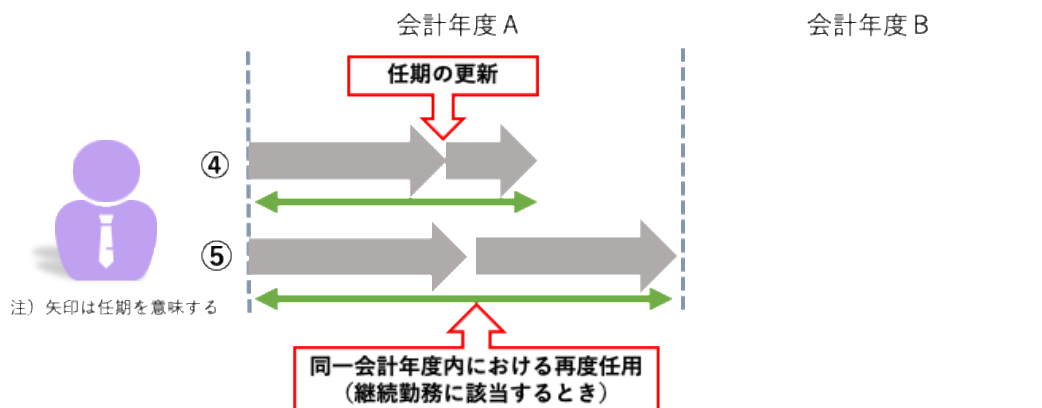 会計年度A
会計年度B
任期の更新
④
⑤
注）矢印は任期を意味する
同一会計年度内における再度任用
（継続勤務に該当するとき）